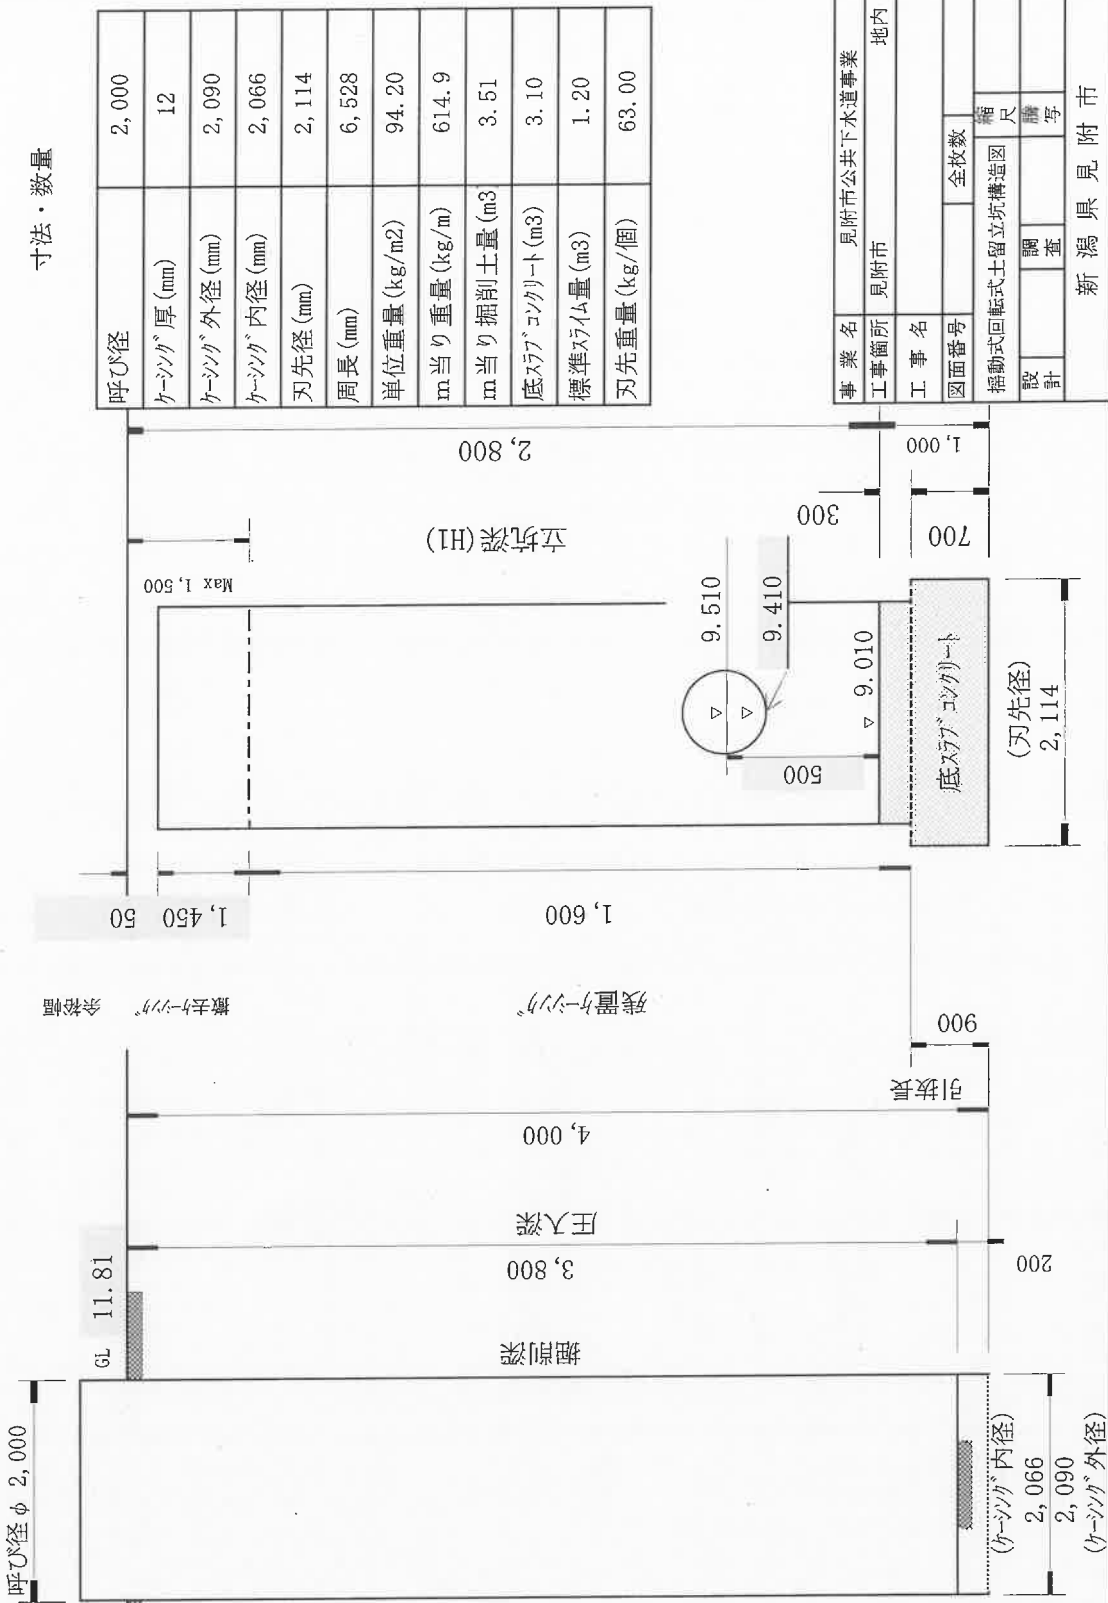 呼び径 φ 2,000
GL 11.81
掘削深
3,800
200
圧入深
4,000
引抜長
900
(ケーシング内径)
2,066
2,090
(ケーシング外径)
余裕幅
撤去ケーシング
残置ケーシング
50
1,450
1,600
Max 1,500
立坑深(H1)
2,800
9.510
9.410
▽ 9.010
500
300
700
1,000
底スラブコンクリート
(刃先径)
2,114
寸法・数量
呼び径 2,000
ケーシング厚(mm) 12
ケーシング外径(mm) 2,090
ケーシング内径(mm) 2,066
刃先径(mm) 2,114
周長(mm) 6,528
単位重量(kg/m2) 94.20
m当り重量(kg/m) 614.9
m当り掘削土量(m3 3.51
底スラブコンクリート(m3) 3.10
標準スライム量(m3) 1.20
刃先重量(kg/個) 63.00
事業名 見附市公共下水道事業
工事箇所 見附市 地内
工事名
図面番号 全枚数
揺動式回転式土留立坑構造図 縮尺
設計 調査 謄写
新潟県見附市